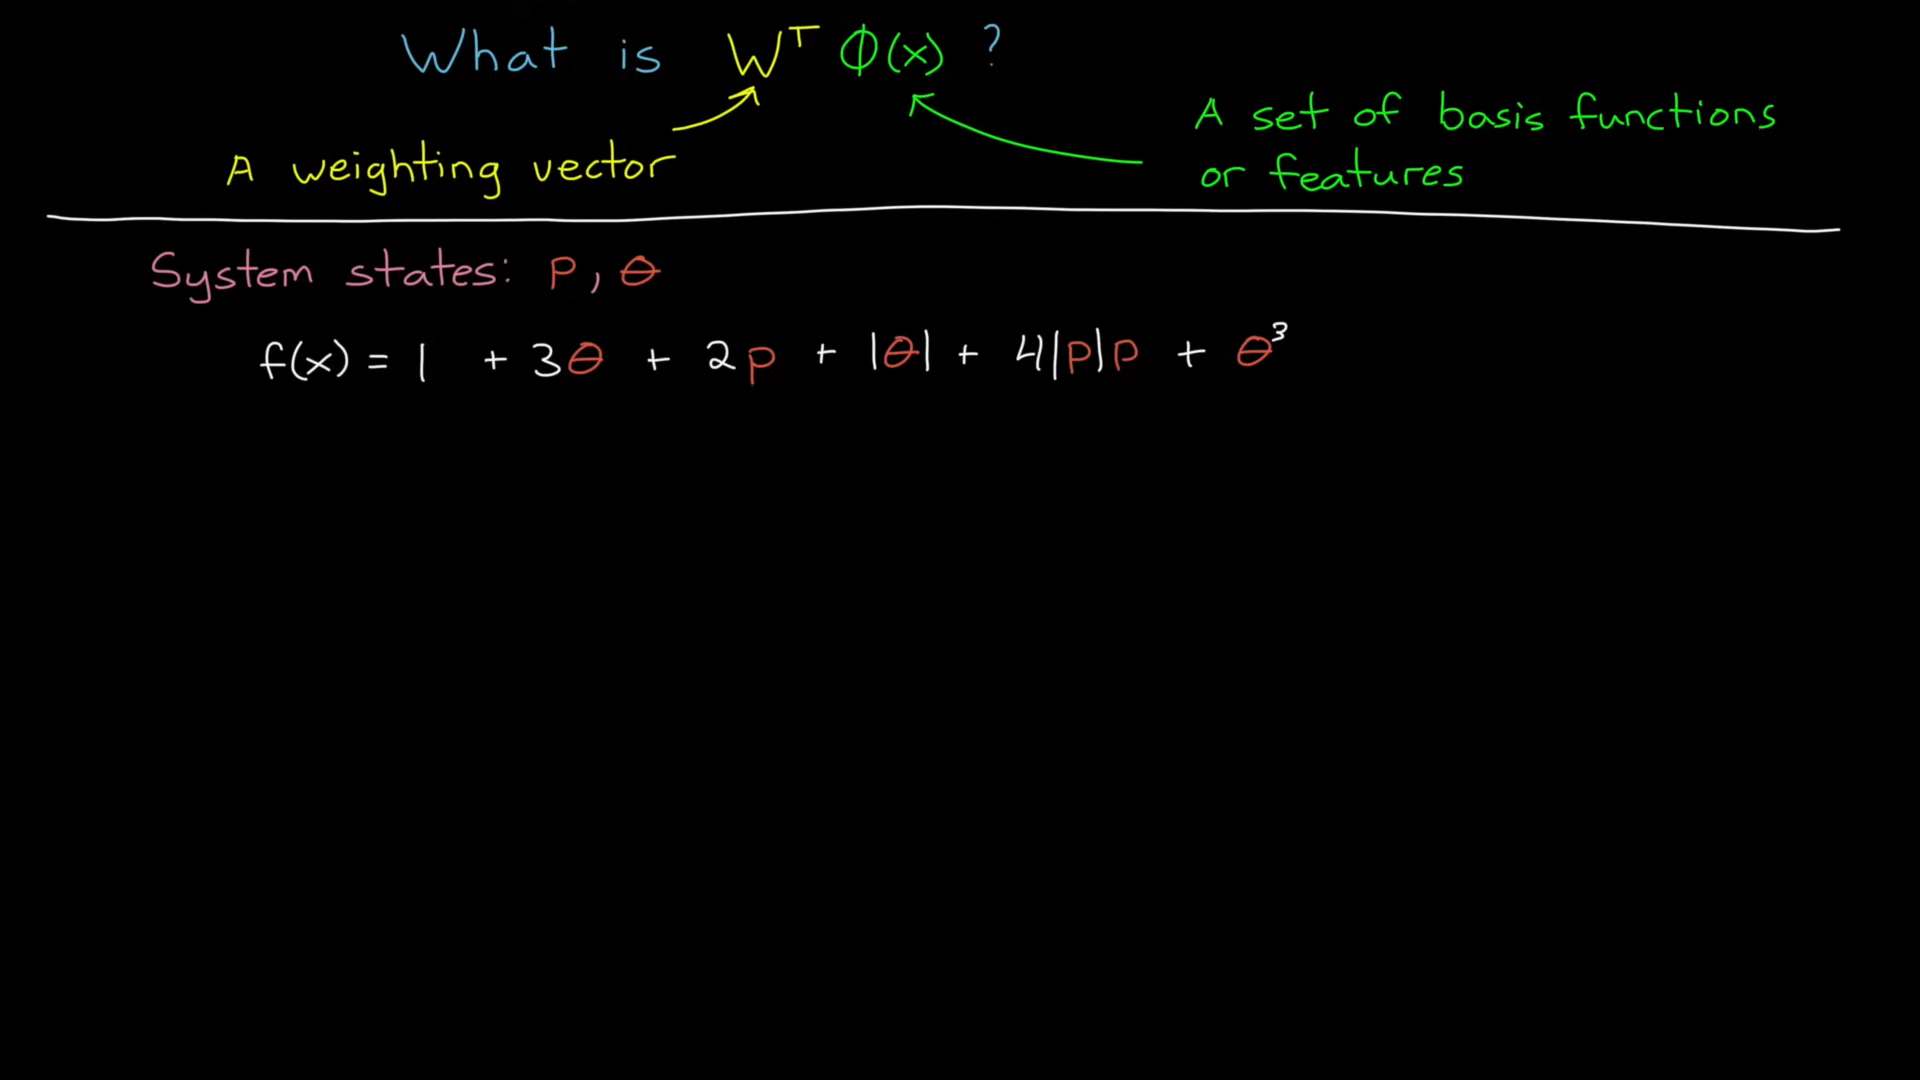 What is Wᵀ Φ(x) ?
A weighting vector
A set of basis functions
or features
System states: p, θ
f(x) = 1 + 3θ + 2p + |θ| + 4|p|p + θ³